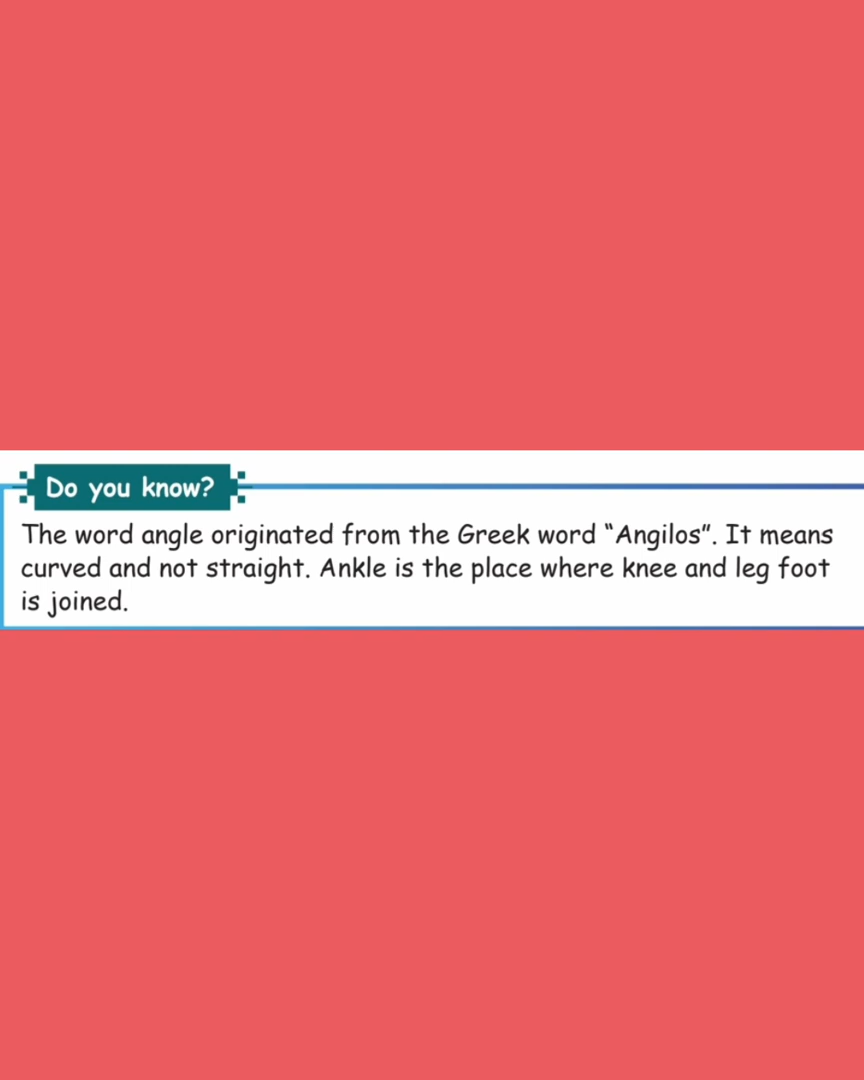 Do you know?
The word angle originated from the Greek word “Angilos”. It means
curved and not straight. Ankle is the place where knee and leg foot
is joined.